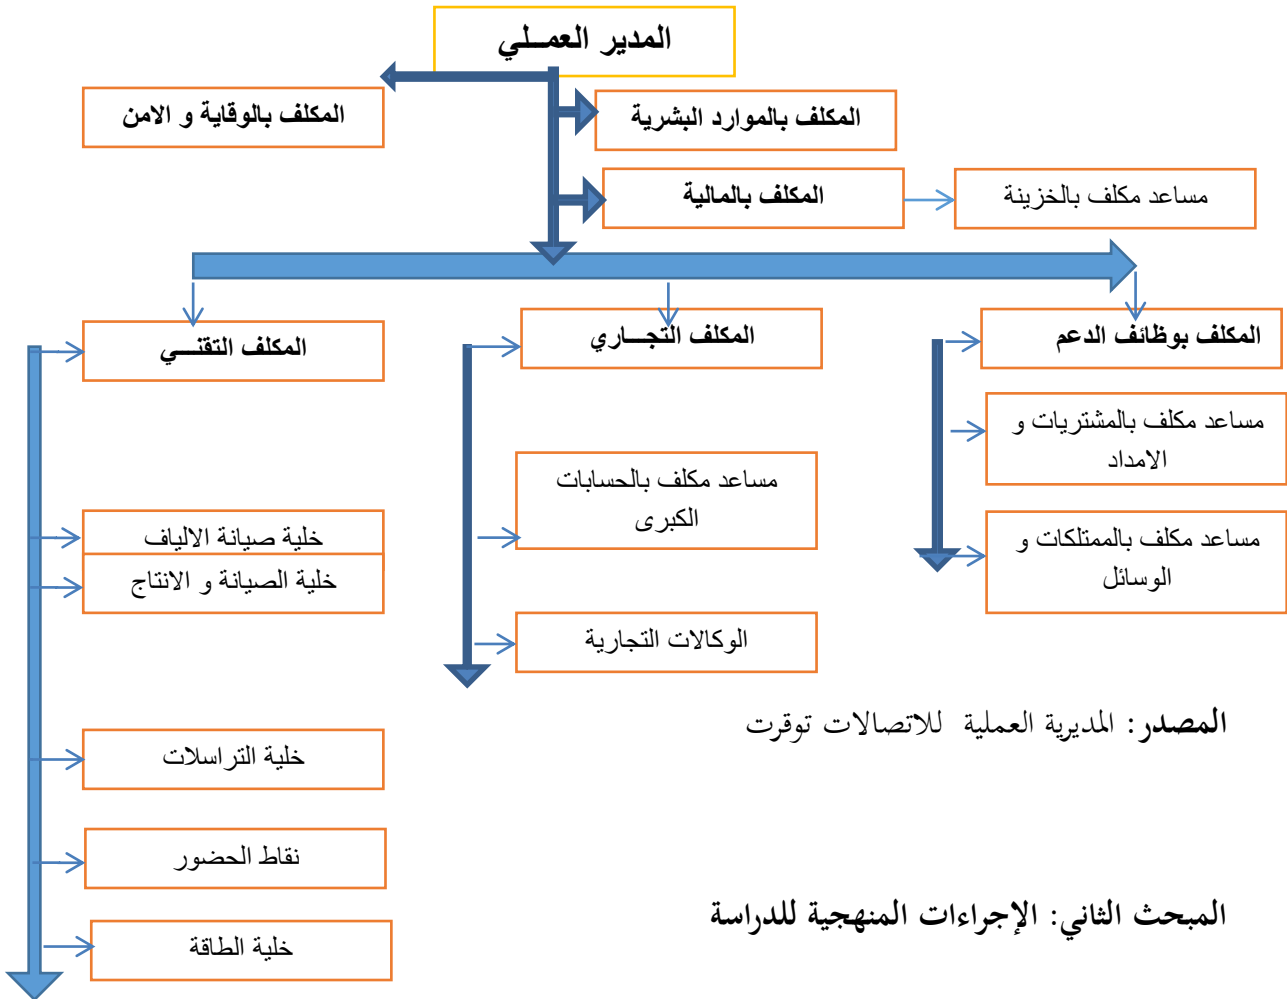 المدير العمـــلي
المكلف بالموارد البشرية
المكلف بالوقاية و الامن
مساعد مكلف بالخزينة
المكلف بالمالية
المكلف بوظائف الدعم
مساعد مكلف بالمشتريات و
الامداد
مساعد مكلف بالممتلكات و
الوسائل
المكلف التجـــاري
مساعد مكلف بالحسابات
الكبرى
الوكالات التجارية
المكلف التقنـــي
خلية صيانة الالياف
خلية الصيانة و الانتاج
خلية التراسلات
نقاط الحضور
خلية الطاقة
المصدر: المديرية العملية للاتصالات توقرت
المبحث الثاني: الإجراءات المنهجية للدراسة